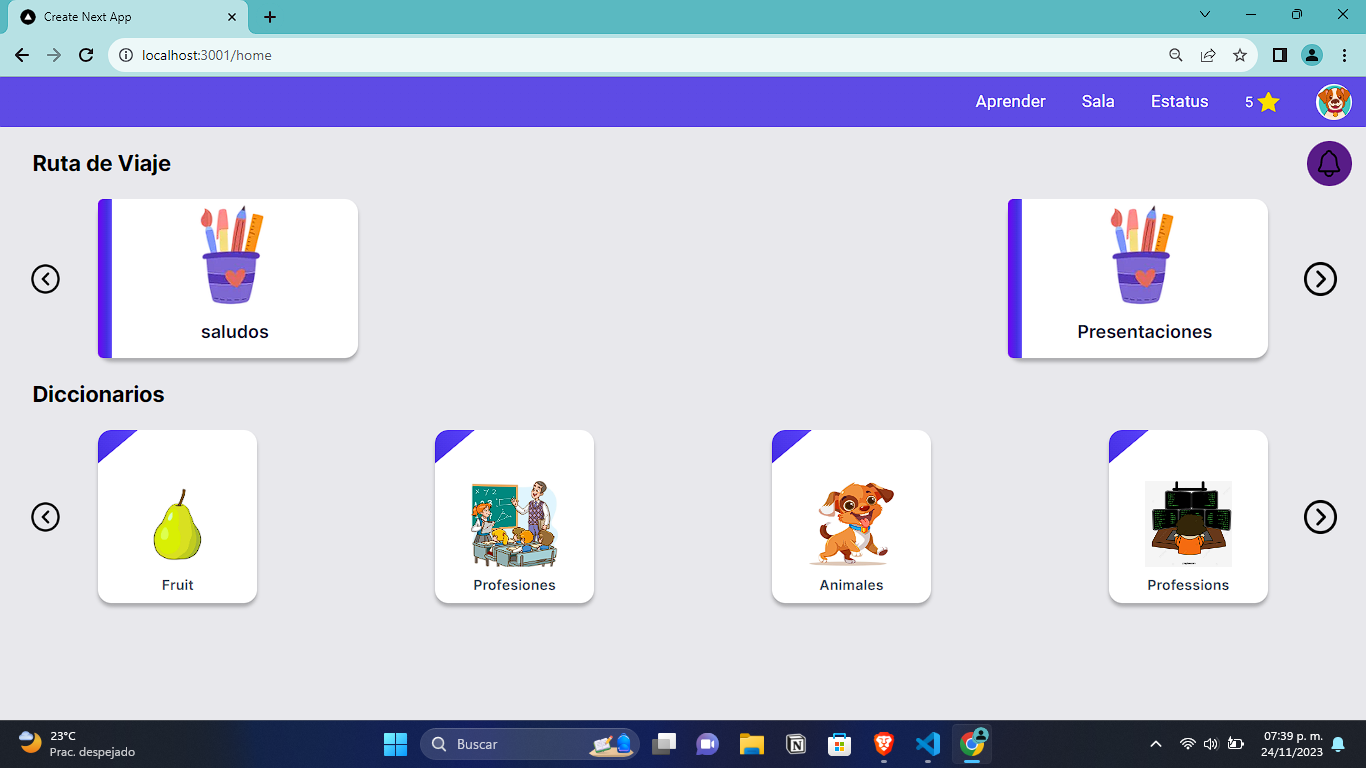 Create Next App
localhost:3001/home
Aprender Sala Estatus 5
Ruta de Viaje
saludos Presentaciones
Diccionarios
Fruit Profesiones Animales Professions
23°C
Prac. despejado
Buscar
07:39 p. m.
24/11/2023